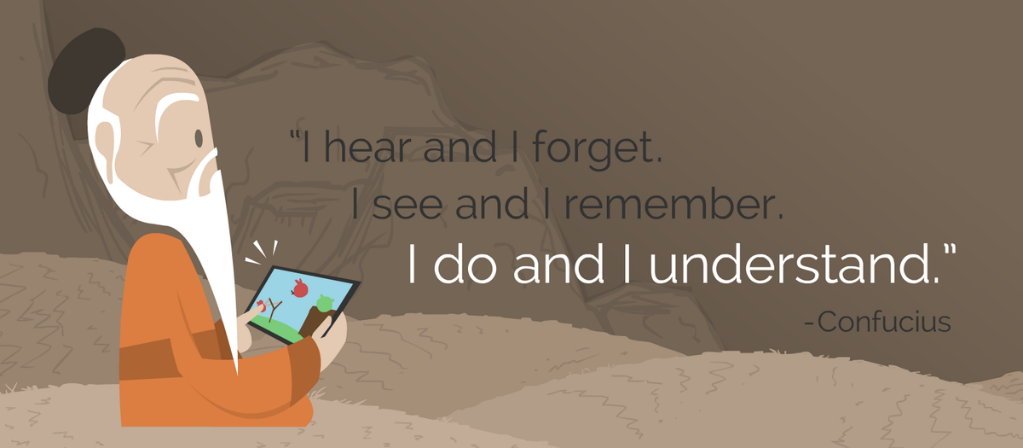 “I hear and I forget.
I see and I remember.
I do and I understand.”
-Confucius